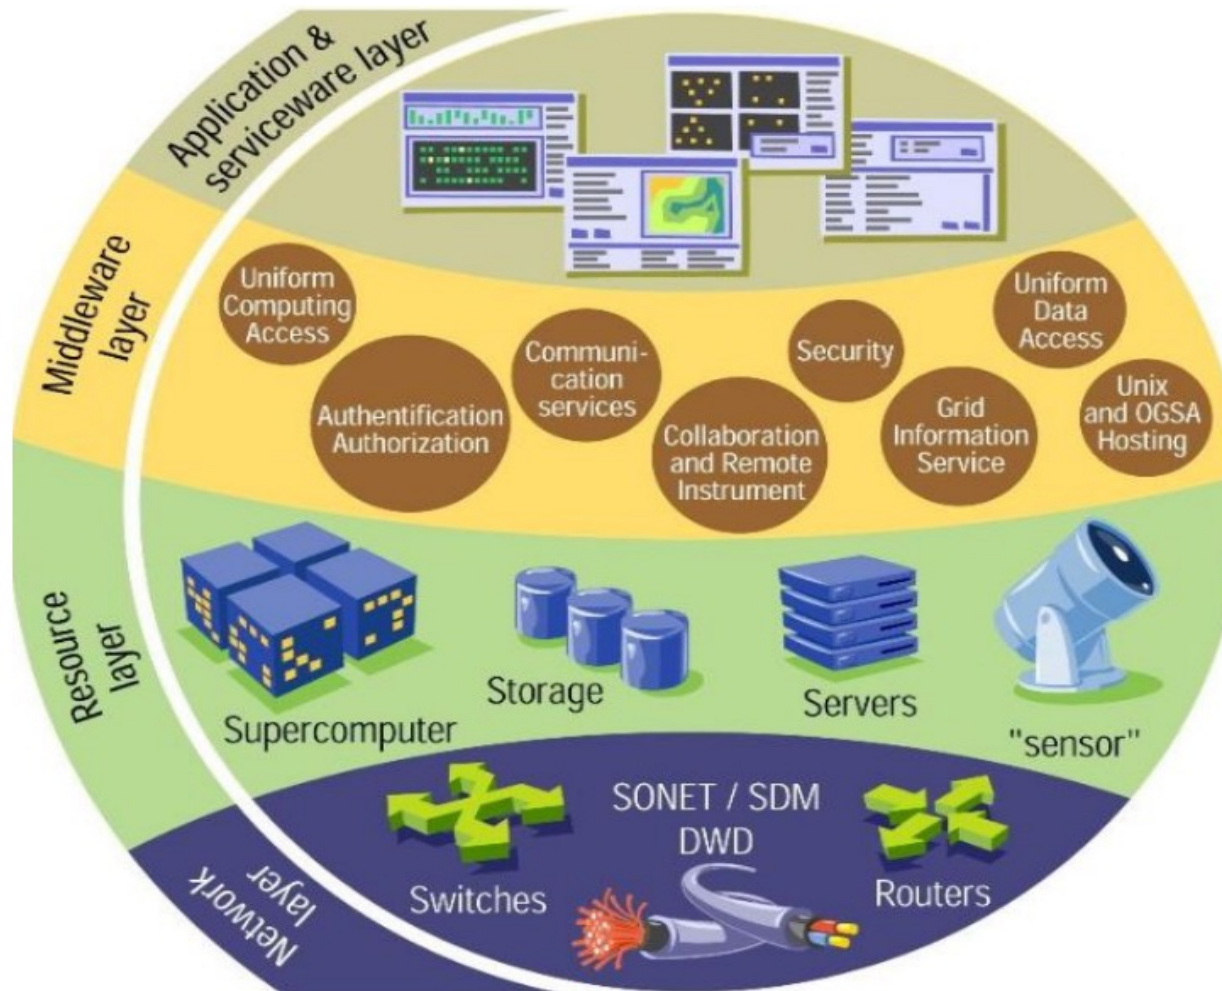 Application &
serviceware layer
Middleware
layer
Uniform
Computing
Access
Authentification
Authorization
Communi-
cation
services
Collaboration
and Remote
Instrument
Security
Grid
Information
Service
Uniform
Data
Access
Unix
and OGSA
Hosting
Resource
layer
Supercomputer
Storage
Servers
"sensor"
Network
layer
Switches
SONET / SDM
DWD
Routers